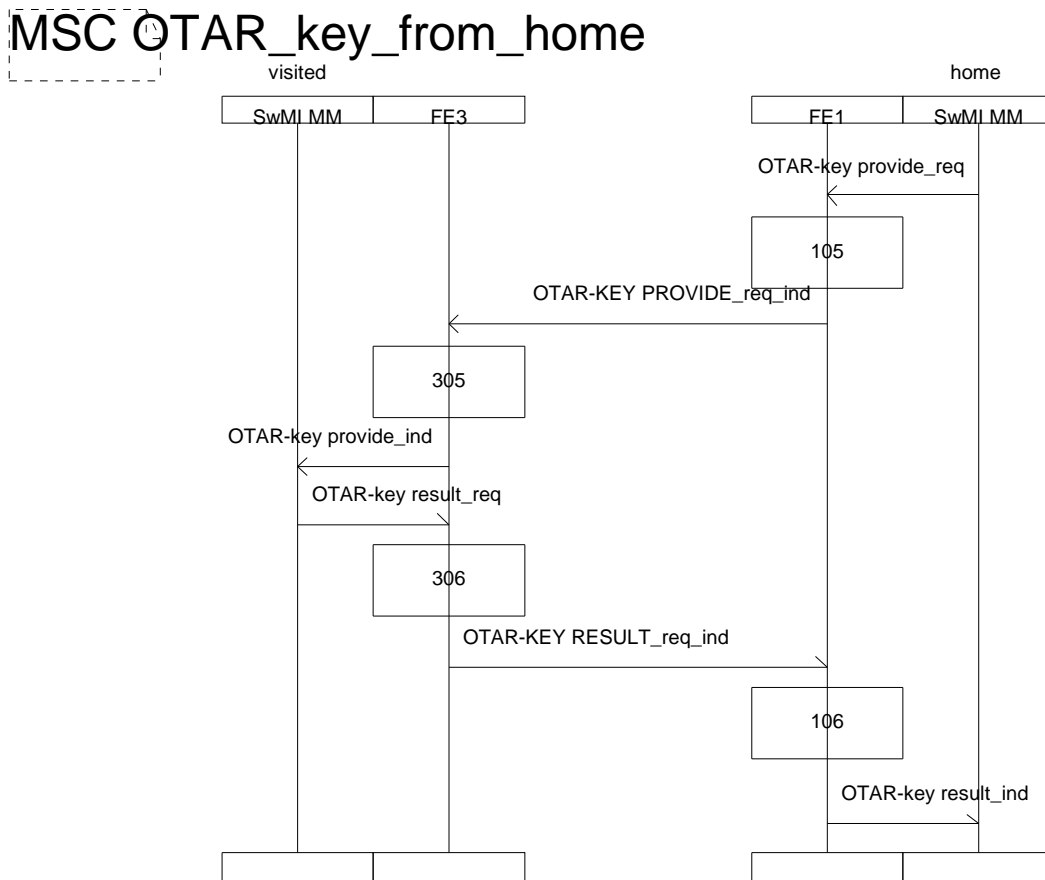 MSC OTAR_key_from_home
visited
home
SwMI MM
FE3
FE1
SwMI MM
OTAR-key provide_req
105
OTAR-KEY PROVIDE_req_ind
305
OTAR-key provide_ind
OTAR-key result_req
306
OTAR-KEY RESULT_req_ind
106
OTAR-key result_ind